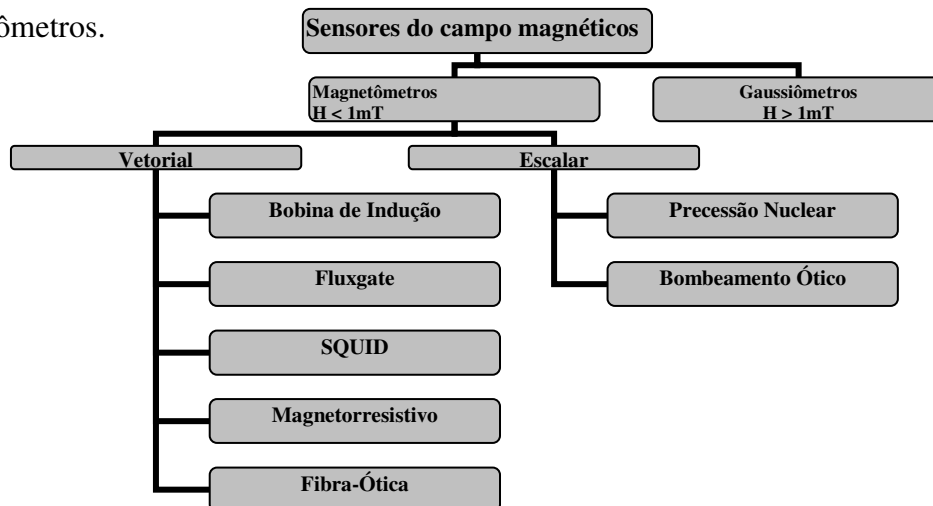 ômetros.
Sensores do campo magnéticos
Magnetômetros
H < 1mT
Gaussiômetros
H > 1mT
Vetorial
Escalar
Bobina de Indução
Precessão Nuclear
Fluxgate
Bombeamento Ótico
SQUID
Magnetorresistivo
Fibra-Ótica